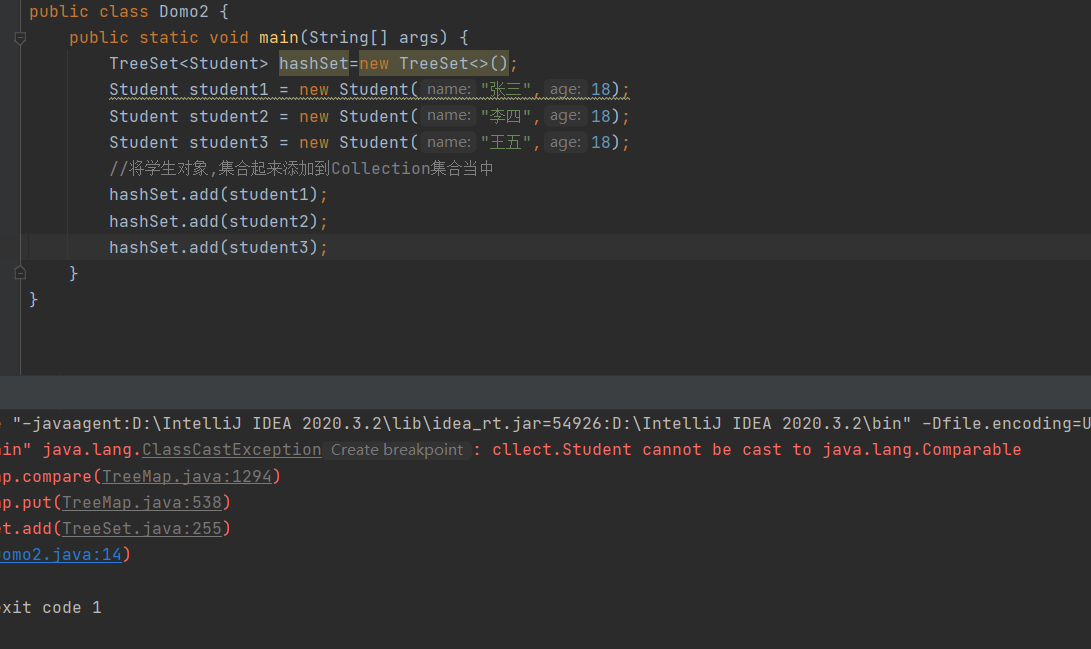 public class Domo2 {
public static void main(String[] args) {
TreeSet<Student> hashSet=new TreeSet<>();
Student student1 = new Student( name: "张三", age: 18);
Student student2 = new Student( name: "李四", age: 18);
Student student3 = new Student( name: "王五", age: 18);
//将学生对象,集合起来添加到Collection集合当中
hashSet.add(student1);
hashSet.add(student2);
hashSet.add(student3);
}
}
"-javaagent:D:\IntelliJ IDEA 2020.3.2\lib\idea_rt.jar=54926:D:\IntelliJ IDEA 2020.3.2\bin" -Dfile.encoding=U
in" java.lang.ClassCastException Create breakpoint : cllect.Student cannot be cast to java.lang.Comparable
p.compare(TreeMap.java:1294)
p.put(TreeMap.java:538)
t.add(TreeSet.java:255)
omo2.java:14)
xit code 1